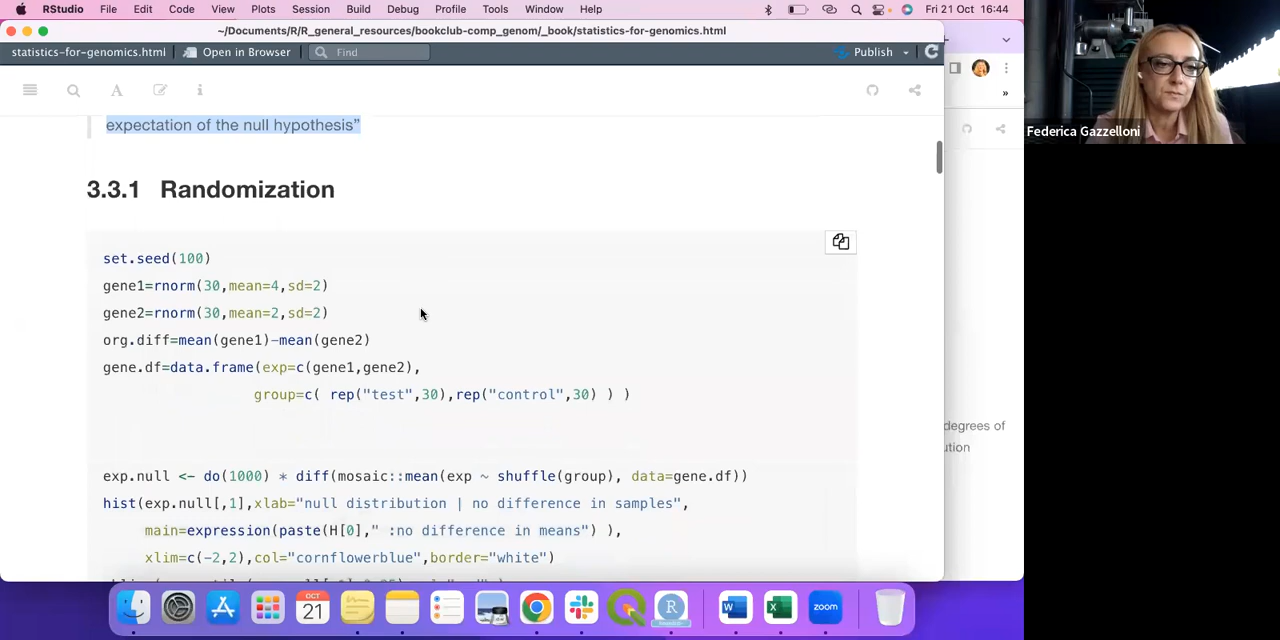 RStudio File Edit Code View Plots Session Build Debug Profile Tools Window Help Fri 21 Oct 16:44
~/Documents/R/R_general_resources/bookclub-comp_genom/_book/statistics-for-genomics.html
statistics-for-genomics.html Open in Browser Find Publish
expectation of the null hypothesis”
3.3.1 Randomization
set.seed(100)
gene1=rnorm(30,mean=4,sd=2)
gene2=rnorm(30,mean=2,sd=2)
org.diff=mean(gene1)-mean(gene2)
gene.df=data.frame(exp=c(gene1,gene2),
group=c( rep("test",30),rep("control",30) ) )
exp.null <- do(1000) * diff(mosaic::mean(exp ~ shuffle(group), data=gene.df))
hist(exp.null[,1],xlab="null distribution | no difference in samples",
main=expression(paste(H[0]," :no difference in means") ),
xlim=c(-2,2),col="cornflowerblue",border="white")
degrees of
Federica Gazzelloni
OCT
21
zoom